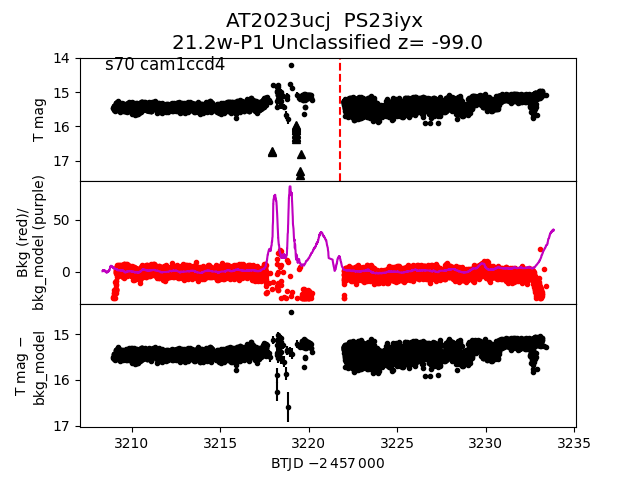 AT2023ucj  PS23iyx
21.2w-P1 Unclassified z= -99.0
s70 cam1ccd4
14
15
16
17
T mag
50
0
Bkg (red)/
bkg_model (purple)
15
16
17
T mag −
bkg_model
3210 3215 3220 3225 3230 3235
BTJD −2 457 000